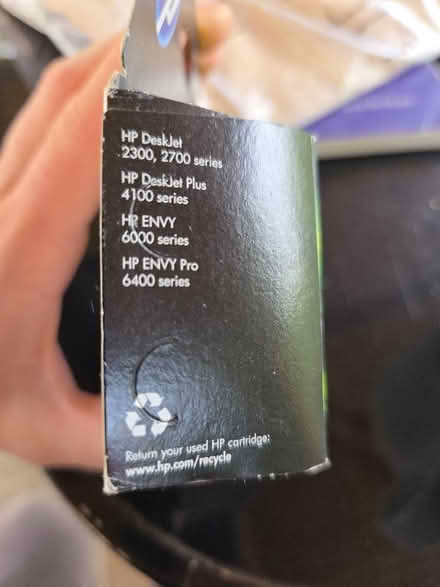 HP DeskJet
2300, 2700 series
HP DeskJet Plus
4100 series
HP ENVY
6000 series
HP ENVY Pro
6400 series
Return your used HP cartridge:
www.hp.com/recycle